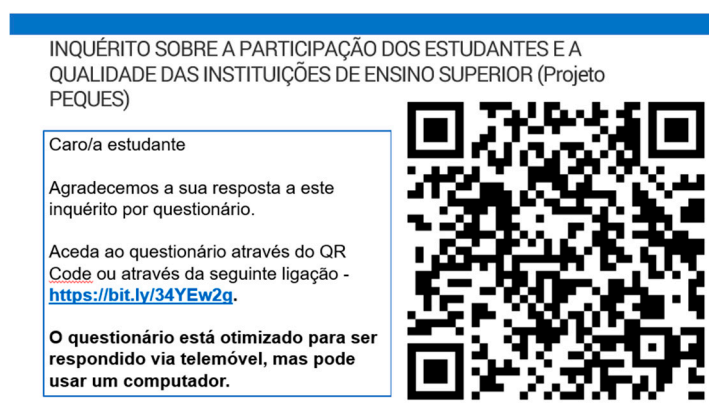 INQUÉRITO SOBRE A PARTICIPAÇÃO DOS ESTUDANTES E A
QUALIDADE DAS INSTITUIÇÕES DE ENSINO SUPERIOR (Projeto
PEQUES)
Caro/a estudante
Agradecemos a sua resposta a este
inquérito por questionário.
Aceda ao questionário através do QR
Code ou através da seguinte ligação -
https://bit.ly/34YEw2g.
O questionário está otimizado para ser
respondido via telemóvel, mas pode
usar um computador.